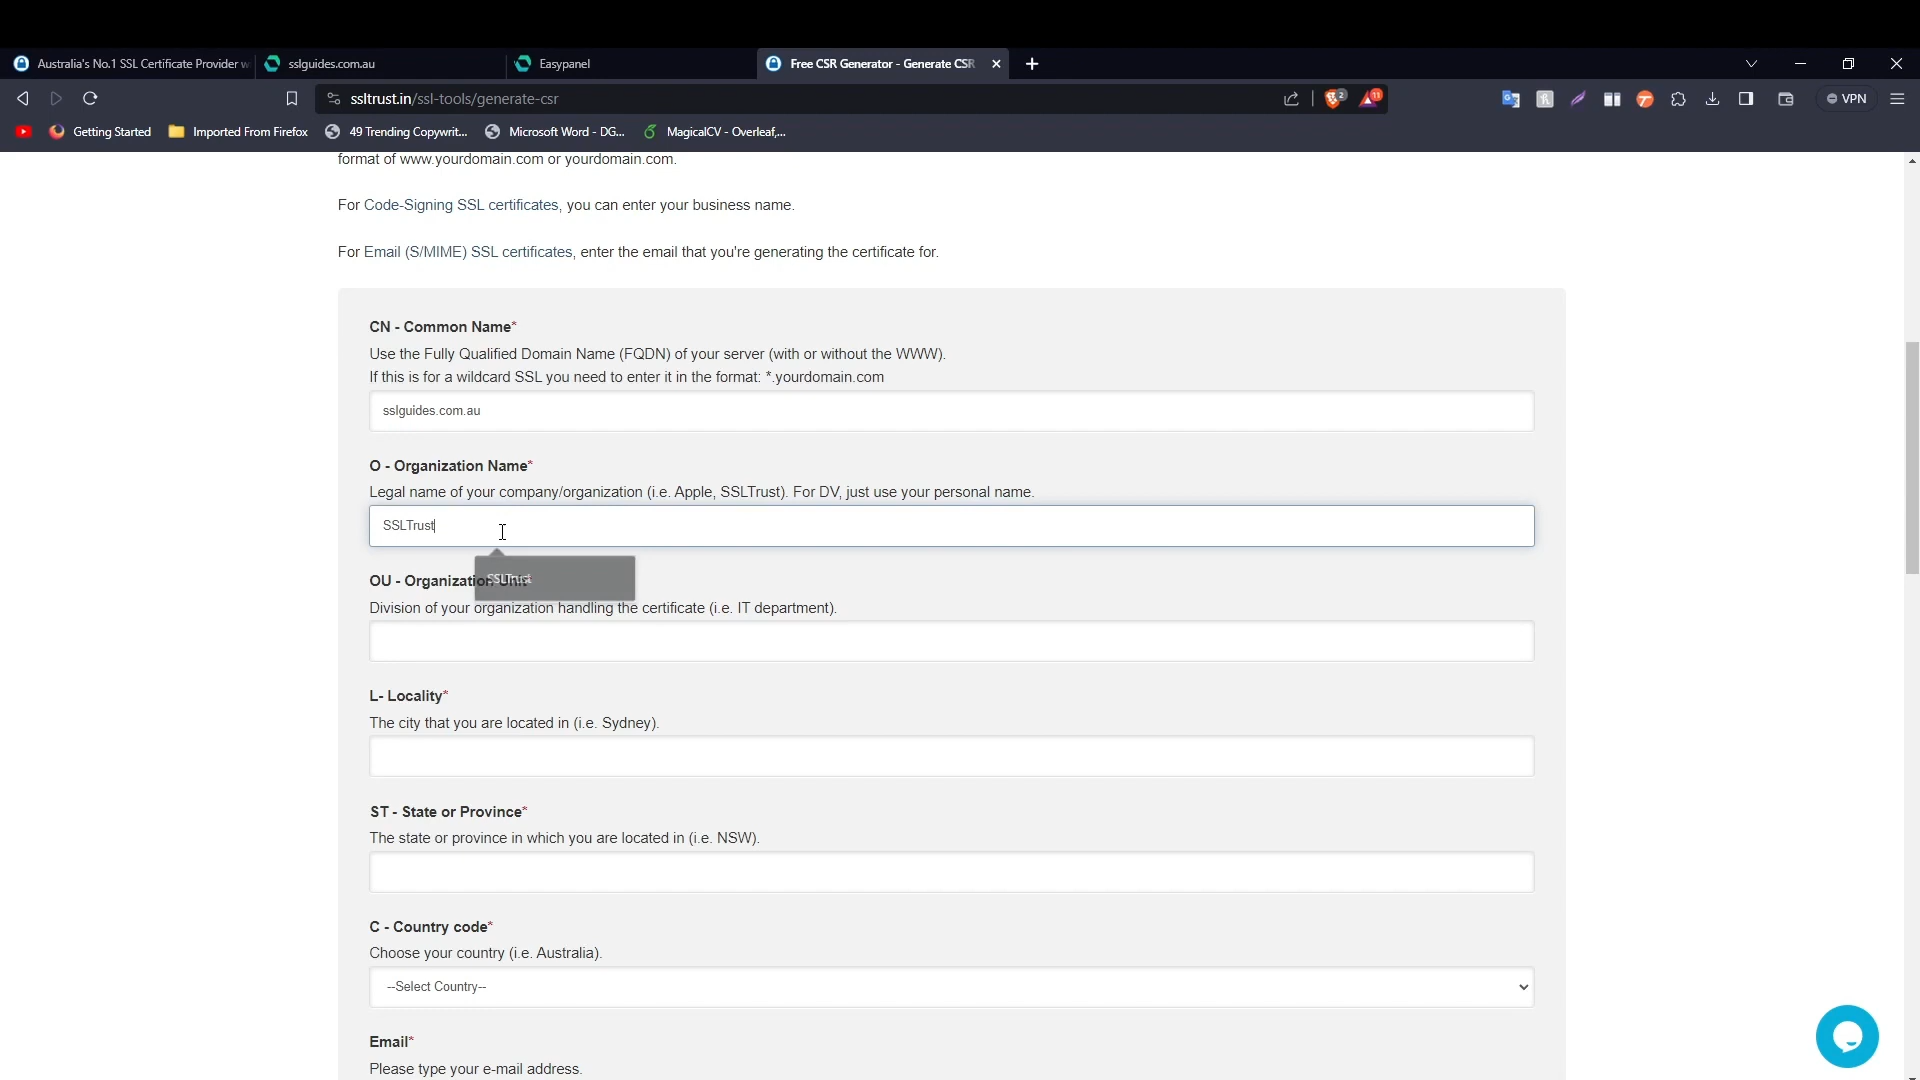 Australia's No.1 SSL Certificate Provider w
sslguides.com.au
Easypanel
Free CSR Generator - Generate CSR
ssltrust.in/ssl-tools/generate-csr
2
11
VPN
Getting Started
Imported From Firefox
49 Trending Copywrit...
Microsoft Word - DG...
MagicalCV - Overleaf,...
format of www.yourdomain.com or yourdomain.com.
For Code-Signing SSL certificates, you can enter your business name.
For Email (S/MIME) SSL certificates, enter the email that you're generating the certificate for.
CN - Common Name*
Use the Fully Qualified Domain Name (FQDN) of your server (with or without the WWW).
If this is for a wildcard SSL you need to enter it in the format: *.yourdomain.com
sslguides.com.au
O - Organization Name*
Legal name of your company/organization (i.e. Apple, SSLTrust). For DV, just use your personal name.
SSLTrust
SSLTrust
OU - Organization
Division of your organization handling the certificate (i.e. IT department).
L- Locality*
The city that you are located in (i.e. Sydney).
ST - State or Province*
The state or province in which you are located in (i.e. NSW).
C - Country code*
Choose your country (i.e. Australia).
--Select Country--
Email*
Please type your e-mail address.